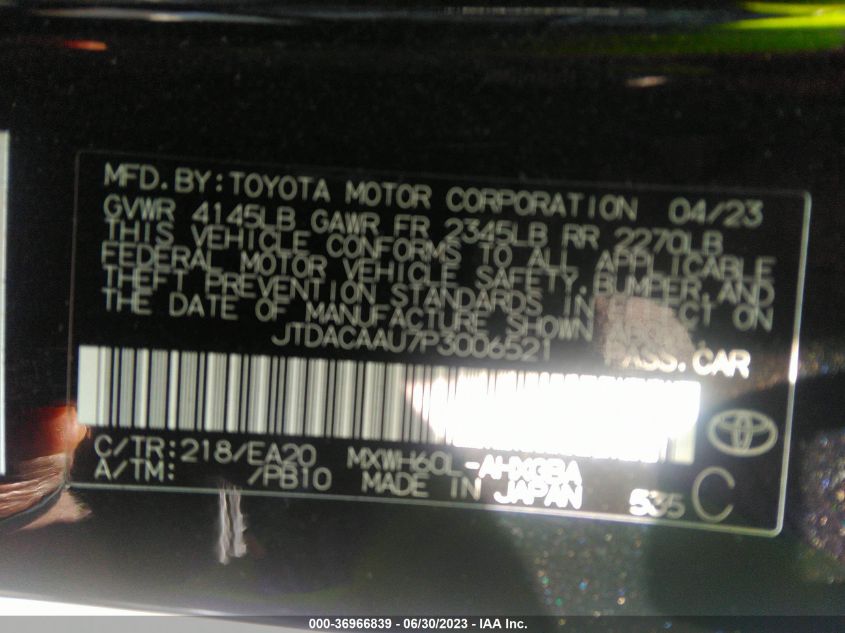 MFD. BY: TOYOTA MOTOR CORPORATION 04/23
GVWR 4145LB GAWR FR 2345LB RR 2270LB
THIS VEHICLE CONFORMS TO ALL APPLICABLE
FEDERAL MOTOR VEHICLE SAFETY, BUMPER, AND
THEFT PREVENTION STANDARDS IN EFFECT ON
THE DATE OF MANUFACTURE SHOWN ABOVE.
JTDACAAU7P3006521 PASS. CAR
C/TR: 218/EA20 MXWH60L-AHXGBA
A/TM: /PB10 MADE IN JAPAN 535 C
000-36966839 - 06/30/2023 - IAA Inc.